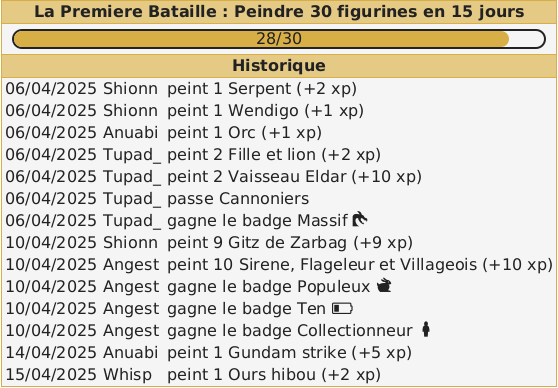 La Premiere Bataille : Peindre 30 figurines en 15 jours
28/30
Historique
06/04/2025 Shionn peint 1 Serpent (+2 xp)
06/04/2025 Shionn peint 1 Wendigo (+1 xp)
06/04/2025 Anuabi peint 1 Orc (+1 xp)
06/04/2025 Tupad_ peint 2 Fille et lion (+2 xp)
06/04/2025 Tupad_ peint 2 Vaisseau Eldar (+10 xp)
06/04/2025 Tupad_ passe Cannoniers
06/04/2025 Tupad_ gagne le badge Massif
10/04/2025 Shionn peint 9 Gitz de Zarbag (+9 xp)
10/04/2025 Angest peint 10 Sirene, Flageleur et Villageois (+10 xp)
10/04/2025 Angest gagne le badge Populeux
10/04/2025 Angest gagne le badge Ten
10/04/2025 Angest gagne le badge Collectionneur
14/04/2025 Anuabi peint 1 Gundam strike (+5 xp)
15/04/2025 Whisp peint 1 Ours hibou (+2 xp)